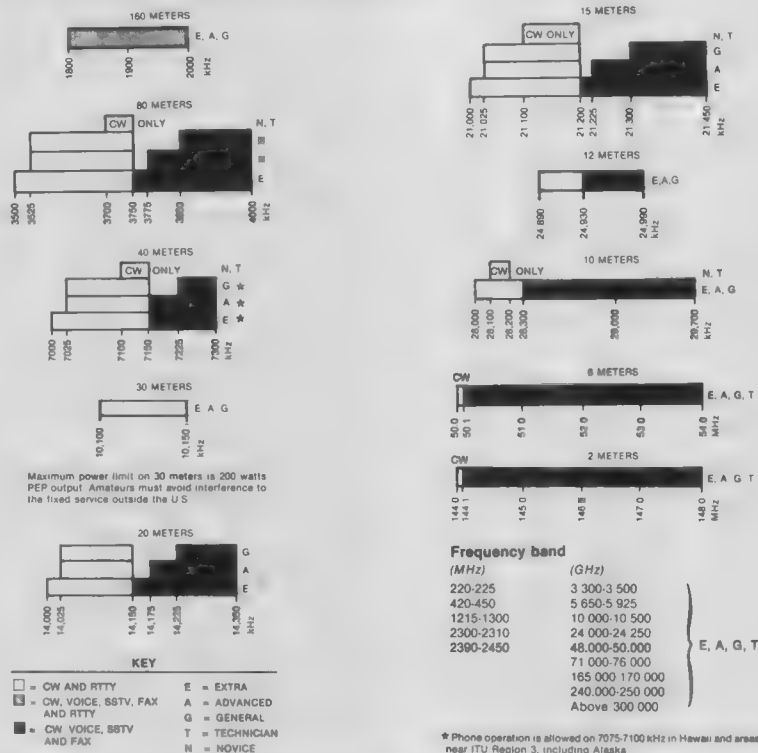 160 METERS
E, A, G
1800
1900
2000
kHz
80 METERS
CW ONLY
N, T
E
3500
3525
3700
3750
3775
3800
4000
kHz
40 METERS
CW ONLY
N, T
G ★
A ★
E ★
7000
7025
7100
7150
7225
7300
kHz
30 METERS
E A G
10,100
10,150
kHz
Maximum power limit on 30 meters is 200 watts
PEP output Amateurs must avoid interference to
the fixed service outside the U S
20 METERS
G
A
E
14,000
14,025
14,150
14,175
14,225
14,350
kHz
KEY
= CW AND RTTY
= CW, VOICE, SSTV, FAX
AND RTTY
= CW VOICE, SSTV
AND FAX
E = EXTRA
A = ADVANCED
G = GENERAL
T = TECHNICIAN
N = NOVICE
15 METERS
CW ONLY
N, T
G
A
E
21,000
21 025
21 100
21 200
21 225
21 300
21 450
kHz
12 METERS
E,A,G
24 890
24,930
24,990
kHz
10 METERS
CW ONLY
N, T
E, A, G
28,000
28,100
28,200
28,300
29,000
29,700
kHz
6 METERS
CW
E, A, G, T
50.0
50.1
51.0
52.0
53.0
54.0
MHz
2 METERS
CW
E, A, G T
144.0
144.1
145.0
147.0
148.0
MHz
Frequency band
(MHz) (GHz)
220-225 3 300-3 500
420-450 5 650-5 925
1215-1300 10 000-10 500
2300-2310 24 000-24 250
2390-2450 48.000-50.000
71 000-76 000
165 000 170 000
240.000-250 000
Above 300 000
E, A, G, T
★ Phone operation is allowed on 7075-7100 kHz in Hawaii and areas
near ITU Region 3, including Alaska